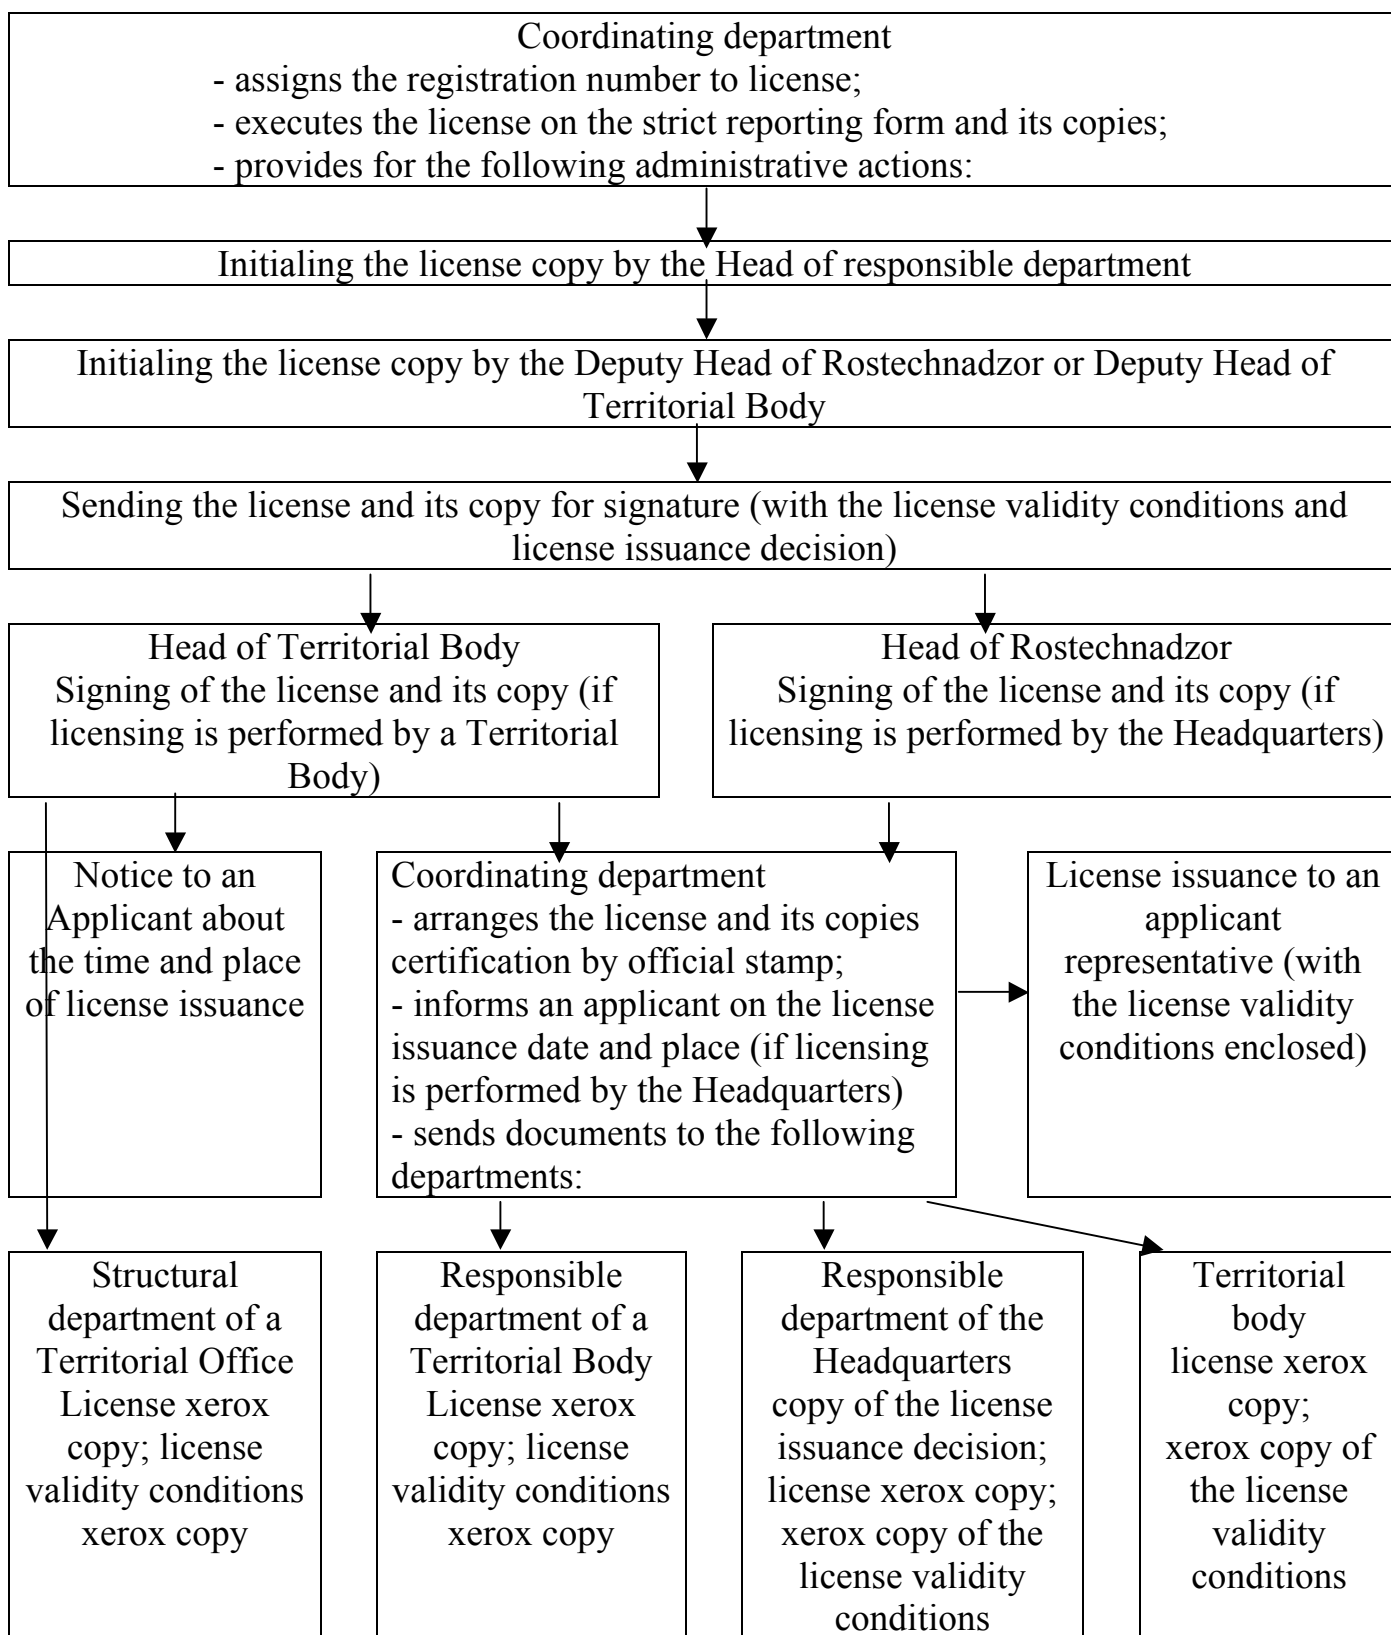 Coordinating department
- assigns the registration number to license;
- executes the license on the strict reporting form and its copies;
- provides for the following administrative actions:
Initialing the license copy by the Head of responsible department
Initialing the license copy by the Deputy Head of Rostechnadzor or Deputy Head of
Territorial Body
Sending the license and its copy for signature (with the license validity conditions and
license issuance decision)
Head of Territorial Body
Signing of the license and its copy (if
licensing is performed by a Territorial
Body)
Head of Rostechnadzor
Signing of the license and its copy (if
licensing is performed by the Headquarters)
Notice to an
Applicant about
the time and place
of license issuance
Coordinating department
- arranges the license and its copies
certification by official stamp;
- informs an applicant on the license
issuance date and place (if licensing
is performed by the Headquarters)
- sends documents to the following
departments:
License issuance to an
applicant
representative (with
the license validity
conditions enclosed)
Structural
department of a
Territorial Office
License xerox
copy; license
validity conditions
xerox copy
Responsible
department of a
Territorial Body
License xerox
copy; license
validity conditions
xerox copy
Responsible
department of the
Headquarters
copy of the license
issuance decision;
license xerox copy;
xerox copy of the
license validity
conditions
Territorial
body
license xerox
copy;
xerox copy of
the license
validity
conditions